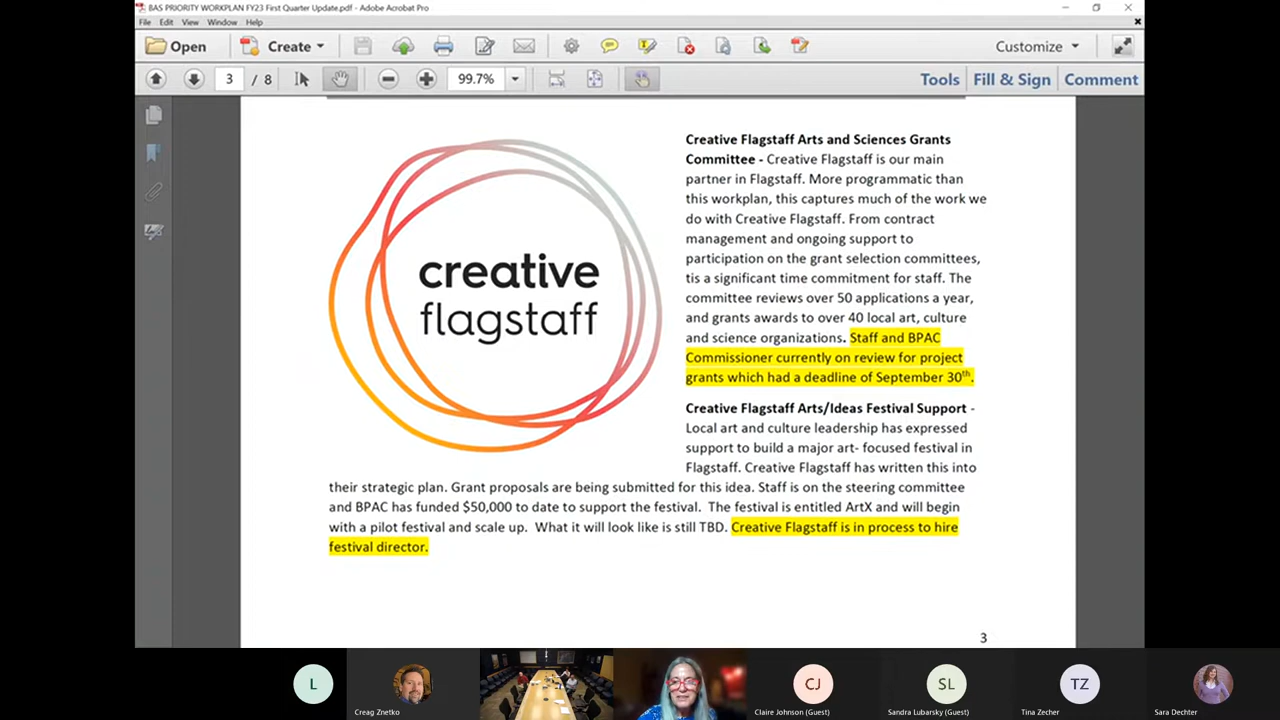 BAS PRIORITY WORKPLAN FY23 First Quarter Update.pdf - Adobe Acrobat Pro
File Edit View Window Help
Open Create Customize
3 / 8 99.7% Tools Fill & Sign Comment
creative
flagstaff
Creative Flagstaff Arts and Sciences Grants
Committee - Creative Flagstaff is our main
partner in Flagstaff. More programmatic than
this workplan, this captures much of the work we
do with Creative Flagstaff. From contract
management and ongoing support to
participation on the grant selection committees,
tis a significant time commitment for staff. The
committee reviews over 50 applications a year,
and grants awards to over 40 local art, culture
and science organizations. Staff and BPAC
Commissioner currently on review for project
grants which had a deadline of September 30th.
Creative Flagstaff Arts/Ideas Festival Support -
Local art and culture leadership has expressed
support to build a major art- focused festival in
Flagstaff. Creative Flagstaff has written this into
their strategic plan. Grant proposals are being submitted for this idea. Staff is on the steering committee
and BPAC has funded $50,000 to date to support the festival. The festival is entitled ArtX and will begin
with a pilot festival and scale up. What it will look like is still TBD. Creative Flagstaff is in process to hire
festival director.
3
L CJ SL TZ
Creag Znetko Claire Johnson (Guest) Sandra Lubarsky (Guest) Tina Zecher Sara Dechter